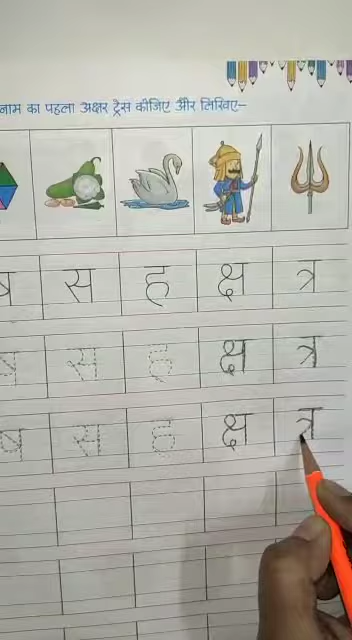 नाम का पहला अक्षर ट्रेस कीजिए और लिखिए–
ष स ह क्ष त्र
ष स ह क्ष त्र
ष स ह क्ष त्र